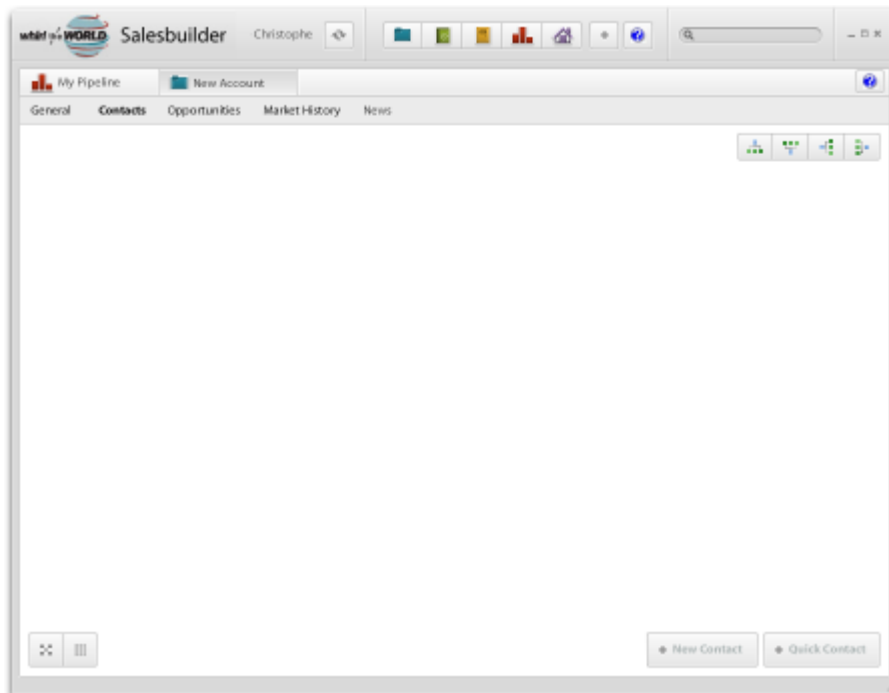 whirl the WORLD Salesbuilder Christophe
My Pipeline New Account
General Contacts Opportunities Market History News
New Contact Quick Contact